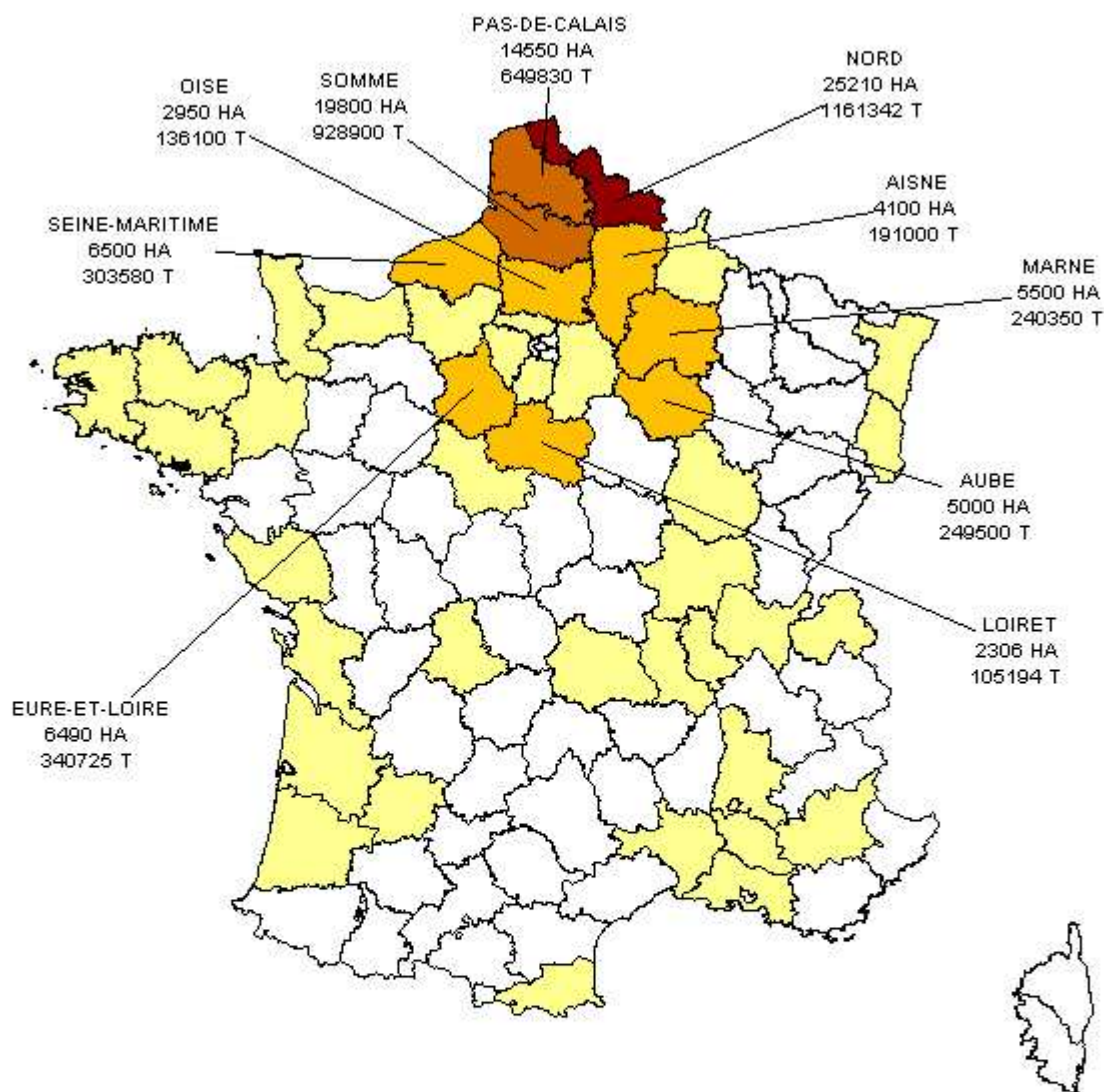 PAS-DE-CALAIS
14550 HA
649830 T
NORD
25210 HA
1161342 T
OISE
2950 HA
136100 T
SOMME
19800 HA
928900 T
AISNE
4100 HA
191000 T
SEINE-MARITIME
6500 HA
303580 T
MARNE
5500 HA
240350 T
AUBE
5000 HA
249500 T
LOIRET
2306 HA
105194 T
EURE-ET-LOIRE
6490 HA
340725 T